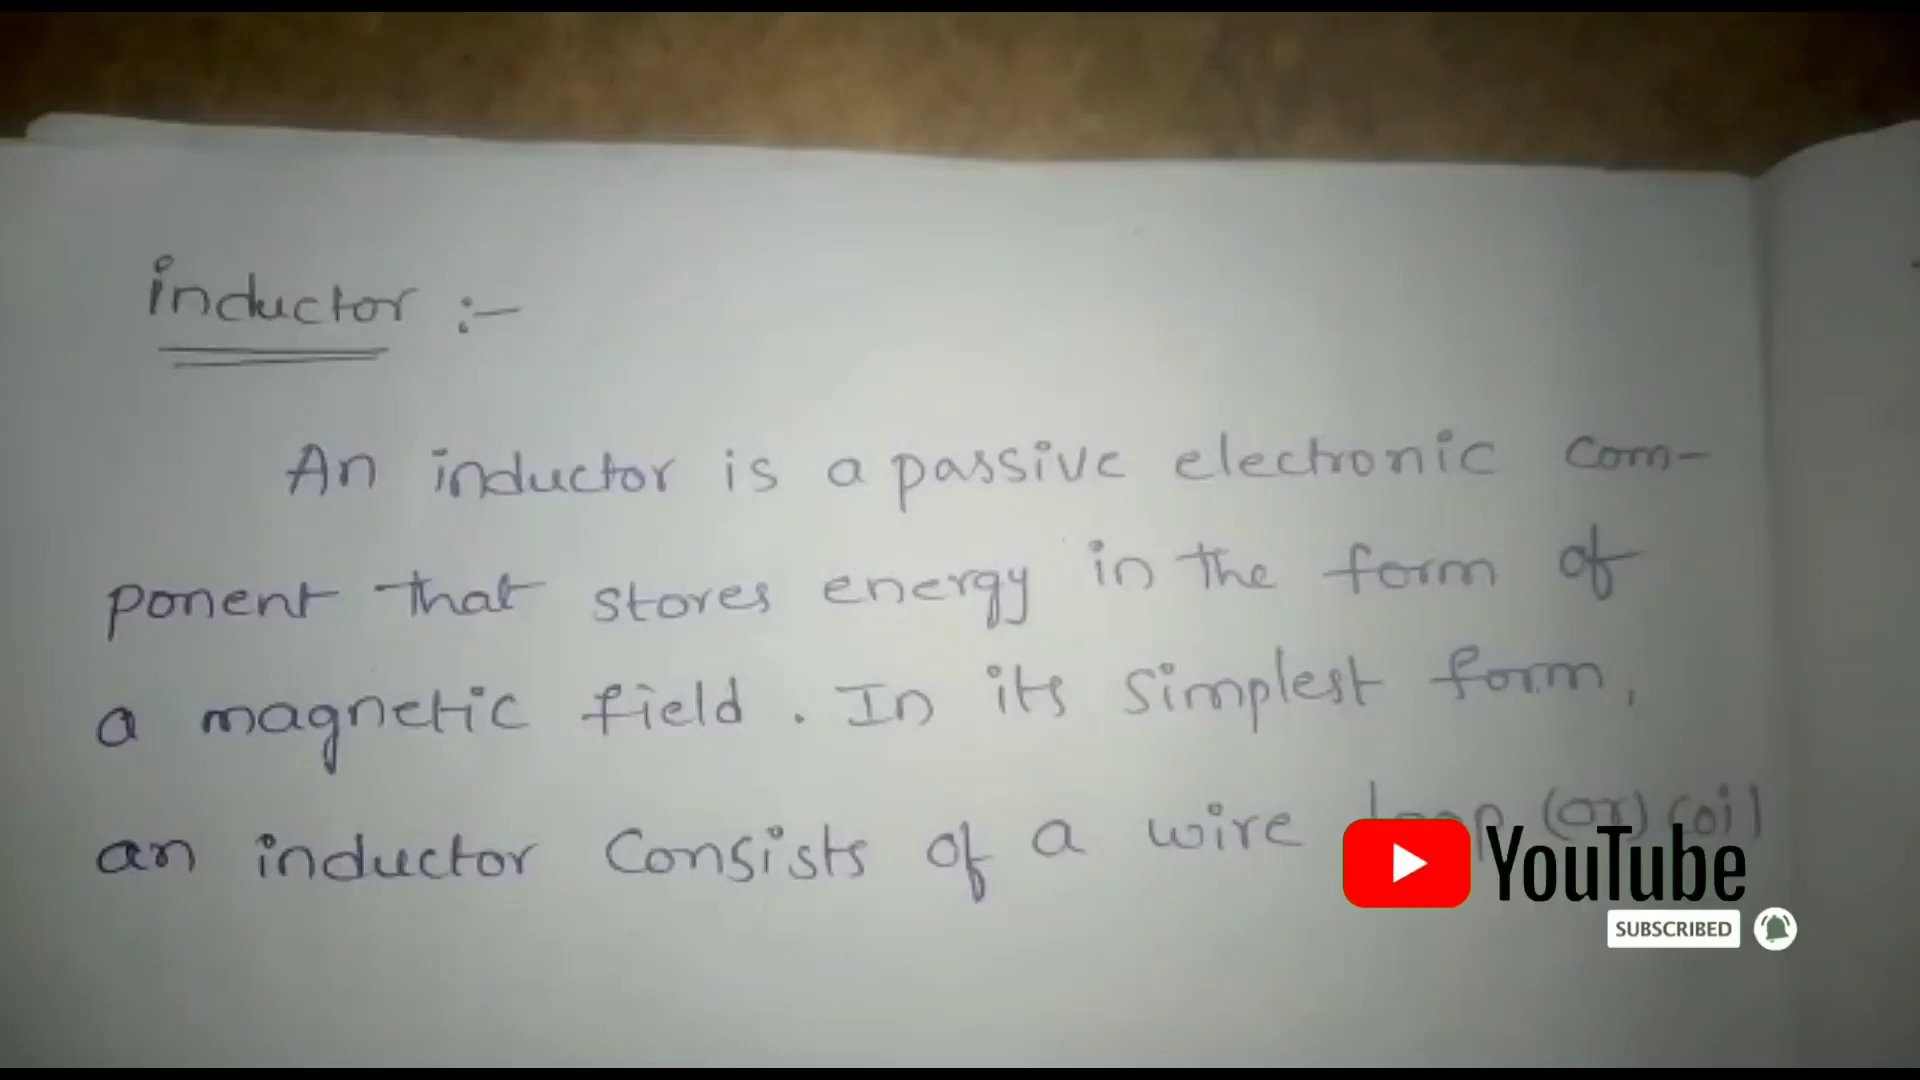 inductor :-
An inductor is a passive electronic com-
ponent that stores energy in the form of
a magnetic field. In its simplest form,
an inductor consists of a wire loop (or) coil
YouTube
SUBSCRIBED